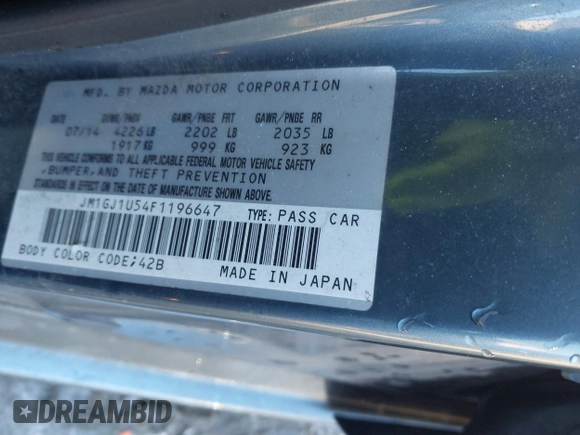 MFD. BY MAZDA MOTOR CORPORATION
DATE GVWR/PNBV GAWR/PNBE FRT GAWR/PNBE RR
07/14 4226 LB 2202 LB 2035 LB
1917 KG 999 KG 923 KG
THIS VEHICLE CONFORMS TO ALL APPLICABLE FEDERAL MOTOR VEHICLE SAFETY
,BUMPER,AND THEFT PREVENTION
STANDARDS IN EFFECT ON THE DATE OF MANUFACTURE SHOWN ABOVE.
JM1GJ1U54F1196647 TYPE: PASS CAR
BODY COLOR CODE;42B
MADE IN JAPAN
DREAMBID